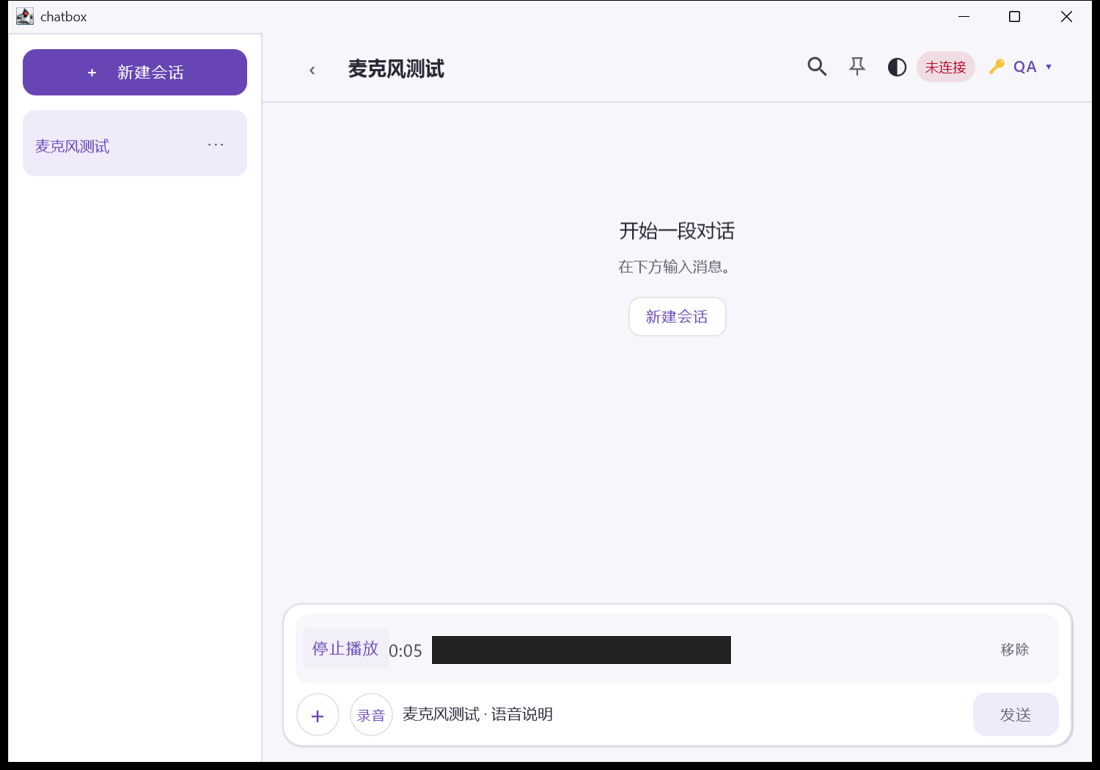 chatbox
+ 新建会话
麦克风测试 ···
‹ 麦克风测试
未连接 QA ▾
开始一段对话
在下方输入消息。
新建会话
停止播放 0:05 移除
+ 录音 麦克风测试 · 语音说明 发送